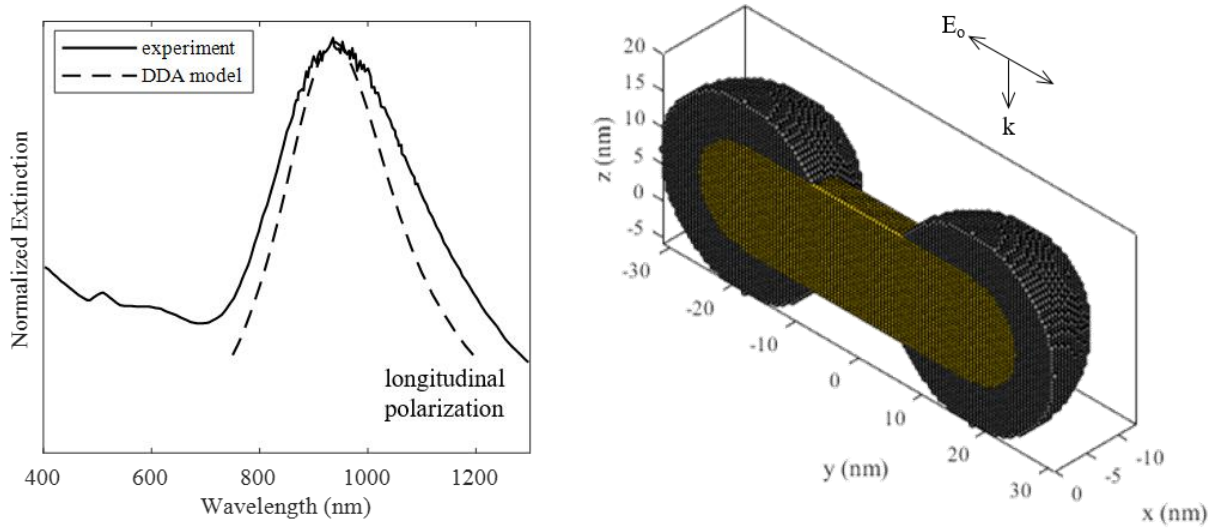 experiment
DDA model
Normalized Extinction
longitudinal
polarization
400
600
800
1000
1200
Wavelength (nm)
E₀
k
20
15
10
5
0
-5
z (nm)
-30
-20
-10
0
10
20
30
y (nm)
0
-5
-10
x (nm)